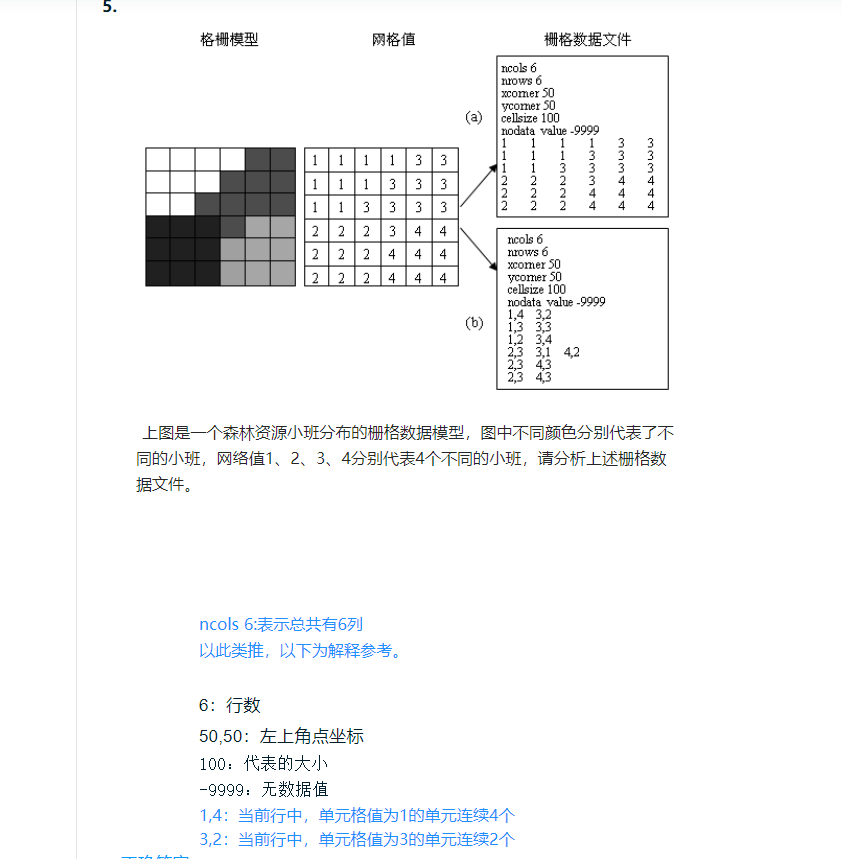 5.
格栅模型
网格值
栅格数据文件
(a)
ncols 6
nrows 6
xcorner 50
ycorner 50
cellsize 100
nodata value -9999
1 1 1 1 3 3
1 1 1 3 3 3
1 1 3 3 3 3
2 2 2 3 4 4
2 2 2 4 4 4
2 2 2 4 4 4
1 1 1 1 3 3
1 1 1 3 3 3
1 1 3 3 3 3
2 2 2 3 4 4
2 2 2 4 4 4
2 2 2 4 4 4
(b)
ncols 6
nrows 6
xcorner 50
ycorner 50
cellsize 100
nodata value -9999
1,4 3,2
1,3 3,3
1,2 3,4
2,3 3,1 4,2
2,3 4,3
2,3 4,3
上图是一个森林资源小班分布的栅格数据模型，图中不同颜色分别代表了不
同的小班，网络值1、2、3、4分别代表4个不同的小班，请分析上述栅格数
据文件。
ncols 6:表示总共有6列
以此类推，以下为解释参考。
6：行数
50,50：左上角点坐标
100：代表的大小
-9999：无数据值
1,4：当前行中，单元格值为1的单元连续4个
3,2：当前行中，单元格值为3的单元连续2个